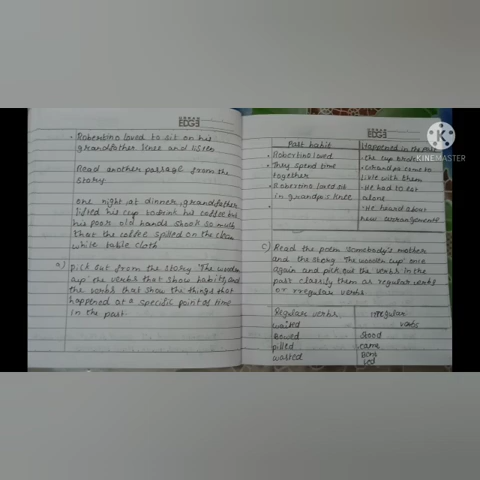 EDGE
• Robertino loved to sit on his
grandfather knee and listen
Read another passage from the
story
one night at dinner, grandfather
lifted his cup to drink his coffee but
his poor old hands shook so much
that the coffee spilled on the clean
white table cloth
a) pick out from the story 'The wooden
cup' the verbs that show habits, and
the verbs that show the things that
happened at a specific point of time
in the past.
EDGE
Past habit
• Robertino loved
• They spend time
together
• Robertino loved sit
in grandpa knee
•
Happened in the
• the cup
• Grandpa came to
live with them
• He had to eat
alone
• He heard about
new arrangement
KINEMASTER
c) Read the poem 'Somebody's mother
and the story 'The wooden cup' once
again and pick out the verbs in the
past classify them as regular verbs
or irregular verbs
Regular verbs
waited
Bowed
pilled
wasted
irregular
verbs
Stood
came
Bent
led